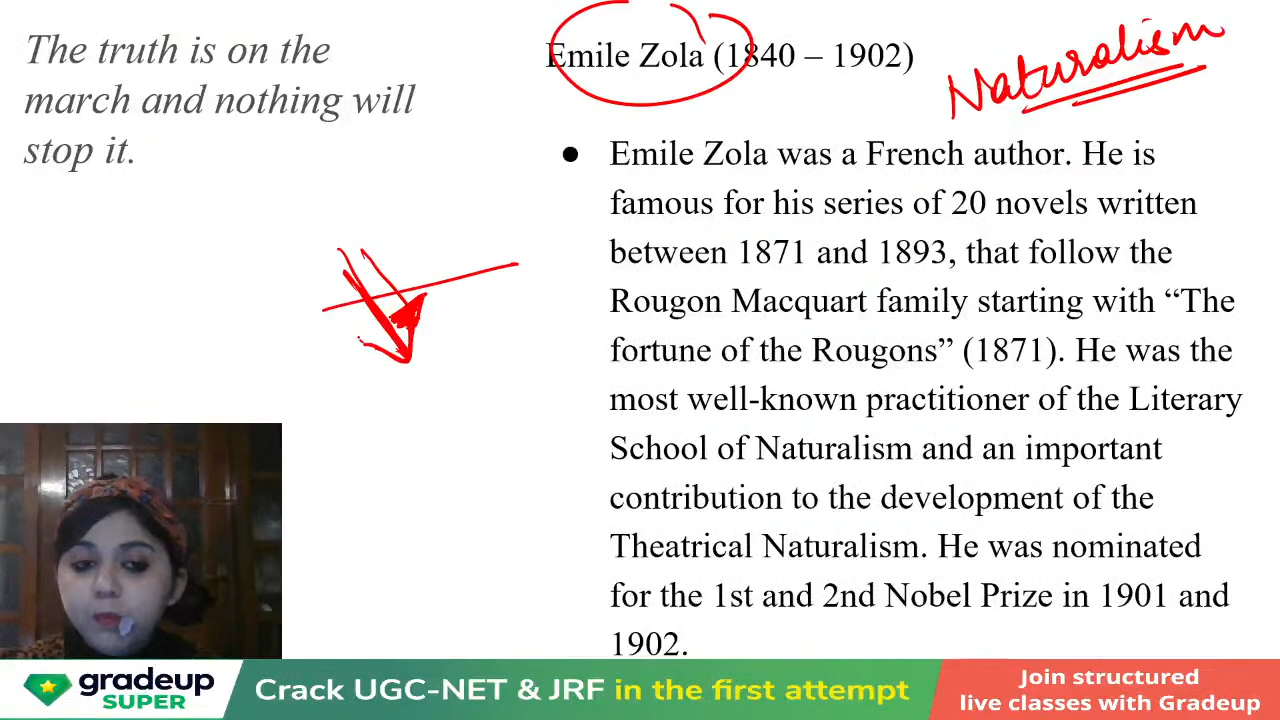 The truth is on the
march and nothing will
stop it.
Emile Zola (1840 – 1902)
Naturalism
● Emile Zola was a French author. He is
famous for his series of 20 novels written
between 1871 and 1893, that follow the
Rougon Macquart family starting with “The
fortune of the Rougons” (1871). He was the
most well-known practitioner of the Literary
School of Naturalism and an important
contribution to the development of the
Theatrical Naturalism. He was nominated
for the 1st and 2nd Nobel Prize in 1901 and
1902.
gradeup
SUPER
Crack UGC-NET & JRF in the first attempt
Join structured
live classes with Gradeup